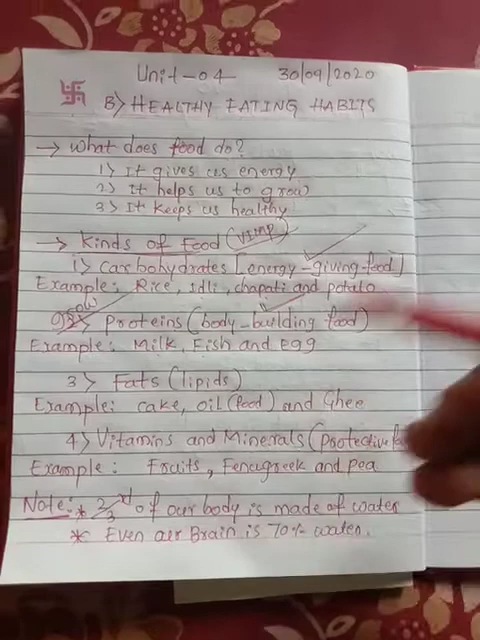 Unit-04 30/09/2020
B) HEALTHY EATING HABITS
→ What does food do?
1) It gives us energy
2) It helps us to grow
3) It keeps us healthy
→ Kinds of Food (VIMP)
1) Carbohydrates [energy-giving food]
Example: Rice, Idli, chapati and potato
grow
2) Proteins (body-building food)
Example: Milk, Fish and Egg
3) Fats (lipids)
Example: cake, oil (food) and Ghee
4) Vitamins and Minerals (Protective
Example: Fruits, Fenugreek and pea
Note: * 2/3rd of our body is made of water
* Even our Brain is 70% water.